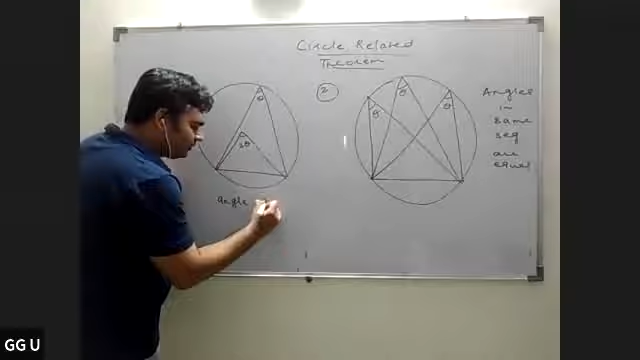 Circle Related
Theorem
θ
2θ
angle
2
θ
θ
θ
Angles
in
same
seg
are
equal
GG U